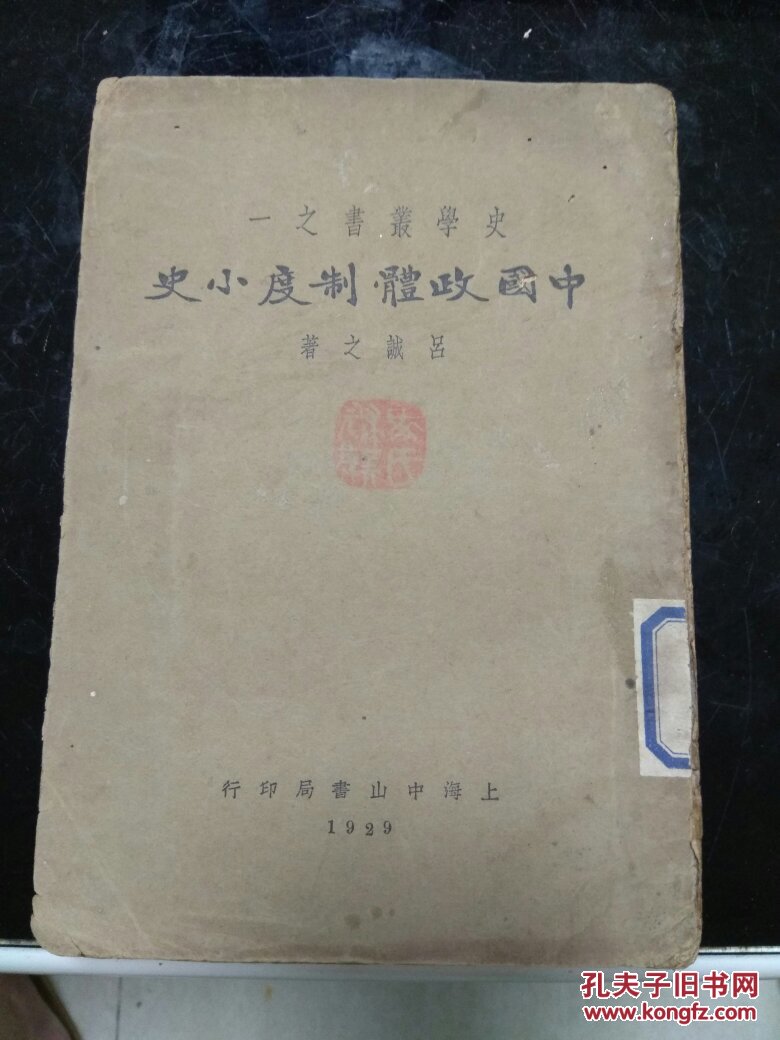 史學叢書之一
中國政體制度小史
呂誠之著
上海中山書局印行
1929
孔夫子旧书网
www.kongfz.com